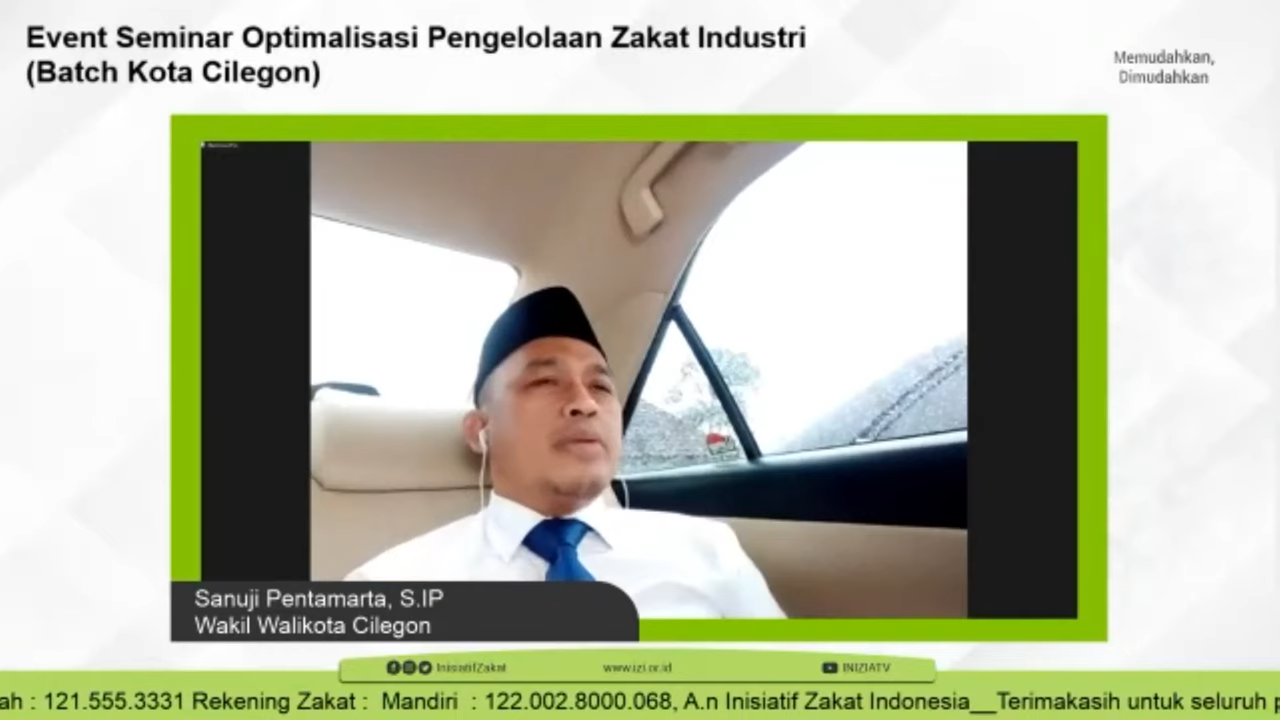 Event Seminar Optimalisasi Pengelolaan Zakat Industri
(Batch Kota Cilegon)
Memudahkan,
Dimudahkan
Sanuji Pentamarta, S.IP
Wakil Walikota Cilegon
InisiatifZakat
www.izi.or.id
INIZIATV
ah : 121.555.3331 Rekening Zakat : Mandiri : 122.002.8000.068, A.n Inisiatif Zakat Indonesia__Terimakasih untuk seluruh p